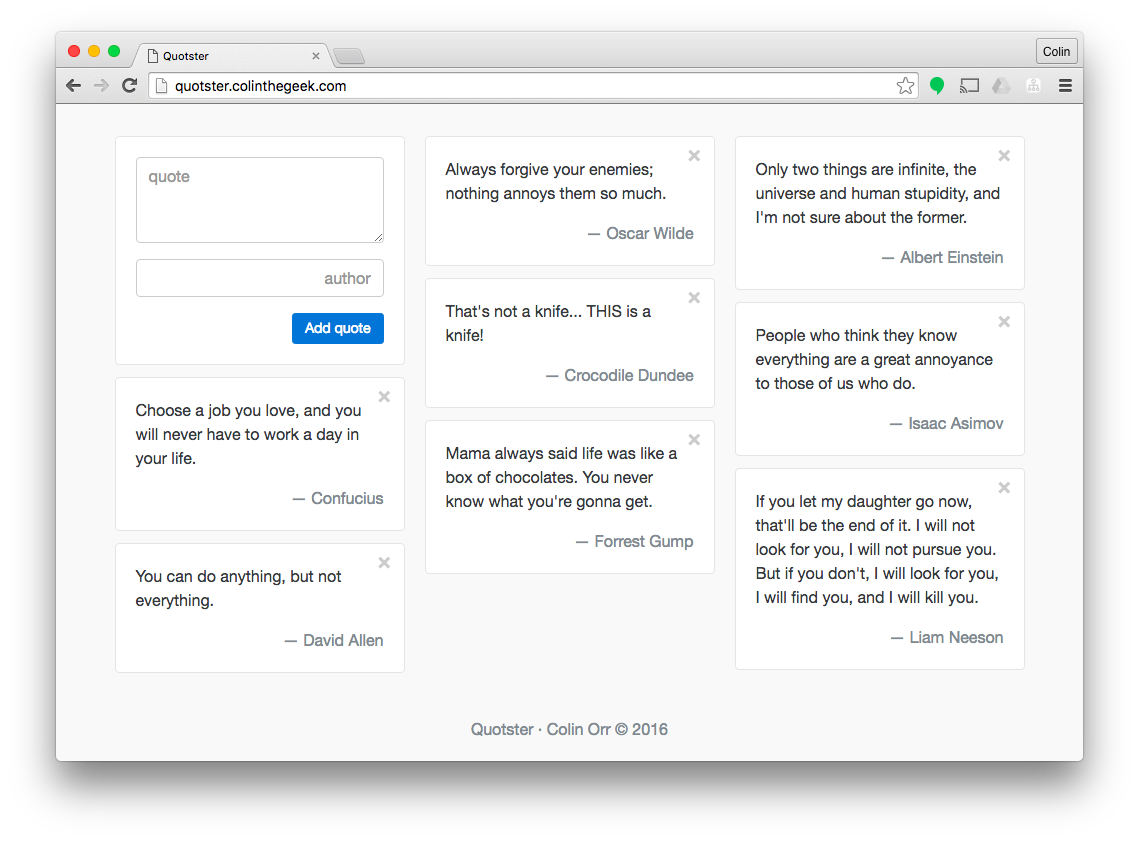 Quotster
Colin
quotster.colinthegeek.com
quote
author
Add quote
Choose a job you love, and you
will never have to work a day in
your life.
— Confucius
You can do anything, but not
everything.
— David Allen
Always forgive your enemies;
nothing annoys them so much.
— Oscar Wilde
That's not a knife... THIS is a
knife!
— Crocodile Dundee
Mama always said life was like a
box of chocolates. You never
know what you're gonna get.
— Forrest Gump
Only two things are infinite, the
universe and human stupidity, and
I'm not sure about the former.
— Albert Einstein
People who think they know
everything are a great annoyance
to those of us who do.
— Isaac Asimov
If you let my daughter go now,
that'll be the end of it. I will not
look for you, I will not pursue you.
But if you don't, I will look for you,
I will find you, and I will kill you.
— Liam Neeson
Quotster · Colin Orr © 2016